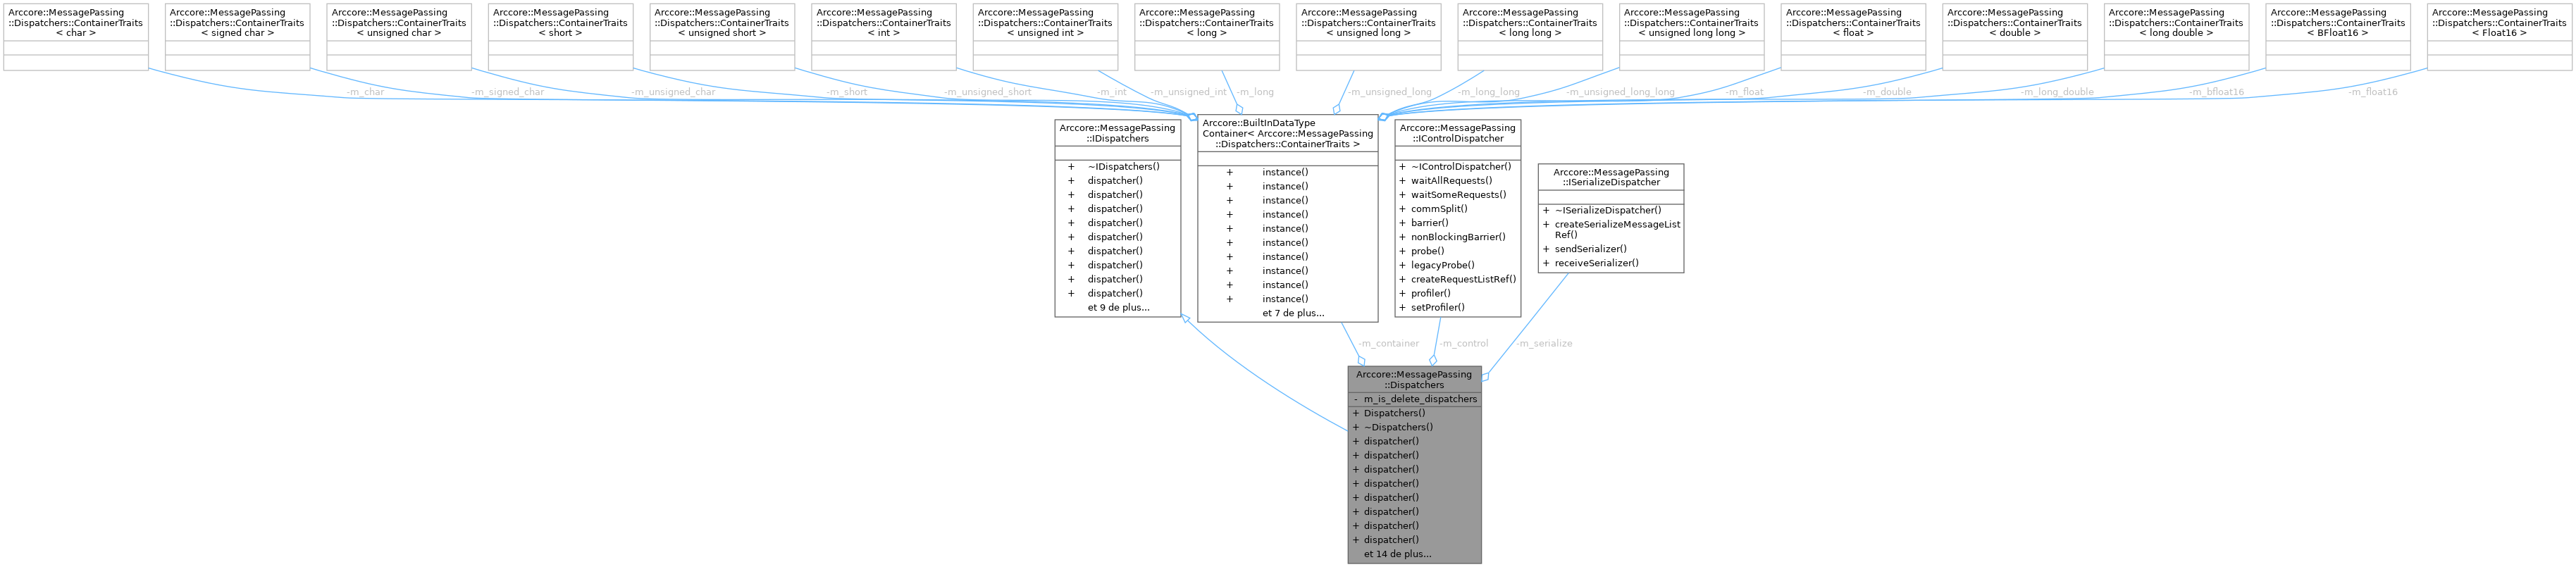 Arccore::MessagePassing
::Dispatchers::ContainerTraits
< char >
Arccore::MessagePassing
::Dispatchers::ContainerTraits
< signed char >
Arccore::MessagePassing
::Dispatchers::ContainerTraits
< unsigned char >
Arccore::MessagePassing
::Dispatchers::ContainerTraits
< short >
Arccore::MessagePassing
::Dispatchers::ContainerTraits
< unsigned short >
Arccore::MessagePassing
::Dispatchers::ContainerTraits
< int >
Arccore::MessagePassing
::Dispatchers::ContainerTraits
< unsigned int >
Arccore::MessagePassing
::Dispatchers::ContainerTraits
< long >
Arccore::MessagePassing
::Dispatchers::ContainerTraits
< unsigned long >
Arccore::MessagePassing
::Dispatchers::ContainerTraits
< long long >
Arccore::MessagePassing
::Dispatchers::ContainerTraits
< unsigned long long >
Arccore::MessagePassing
::Dispatchers::ContainerTraits
< float >
Arccore::MessagePassing
::Dispatchers::ContainerTraits
< double >
Arccore::MessagePassing
::Dispatchers::ContainerTraits
< long double >
Arccore::MessagePassing
::Dispatchers::ContainerTraits
< BFloat16 >
Arccore::MessagePassing
::Dispatchers::ContainerTraits
< Float16 >
-m_char
-m_signed_char
-m_unsigned_char
-m_short
-m_unsigned_short
-m_int
-m_unsigned_int
-m_long
-m_unsigned_long
-m_long_long
-m_unsigned_long_long
-m_float
-m_double
-m_long_double
-m_bfloat16
-m_float16
Arccore::MessagePassing
::IDispatchers
+ ~IDispatchers()
+ dispatcher()
+ dispatcher()
+ dispatcher()
+ dispatcher()
+ dispatcher()
+ dispatcher()
+ dispatcher()
+ dispatcher()
+ dispatcher()
et 9 de plus...
Arccore::BuiltInDataType
Container< Arccore::MessagePassing
::Dispatchers::ContainerTraits >
+ instance()
+ instance()
+ instance()
+ instance()
+ instance()
+ instance()
+ instance()
+ instance()
+ instance()
+ instance()
et 7 de plus...
Arccore::MessagePassing
::IControlDispatcher
+ ~IControlDispatcher()
+ waitAllRequests()
+ waitSomeRequests()
+ commSplit()
+ barrier()
+ nonBlockingBarrier()
+ probe()
+ legacyProbe()
+ createRequestListRef()
+ profiler()
+ setProfiler()
Arccore::MessagePassing
::ISerializeDispatcher
+ ~ISerializeDispatcher()
+ createSerializeMessageList
Ref()
+ sendSerializer()
+ receiveSerializer()
-m_container
-m_control
-m_serialize
Arccore::MessagePassing
::Dispatchers
- m_is_delete_dispatchers
+ Dispatchers()
+ ~Dispatchers()
+ dispatcher()
+ dispatcher()
+ dispatcher()
+ dispatcher()
+ dispatcher()
+ dispatcher()
+ dispatcher()
+ dispatcher()
et 14 de plus...